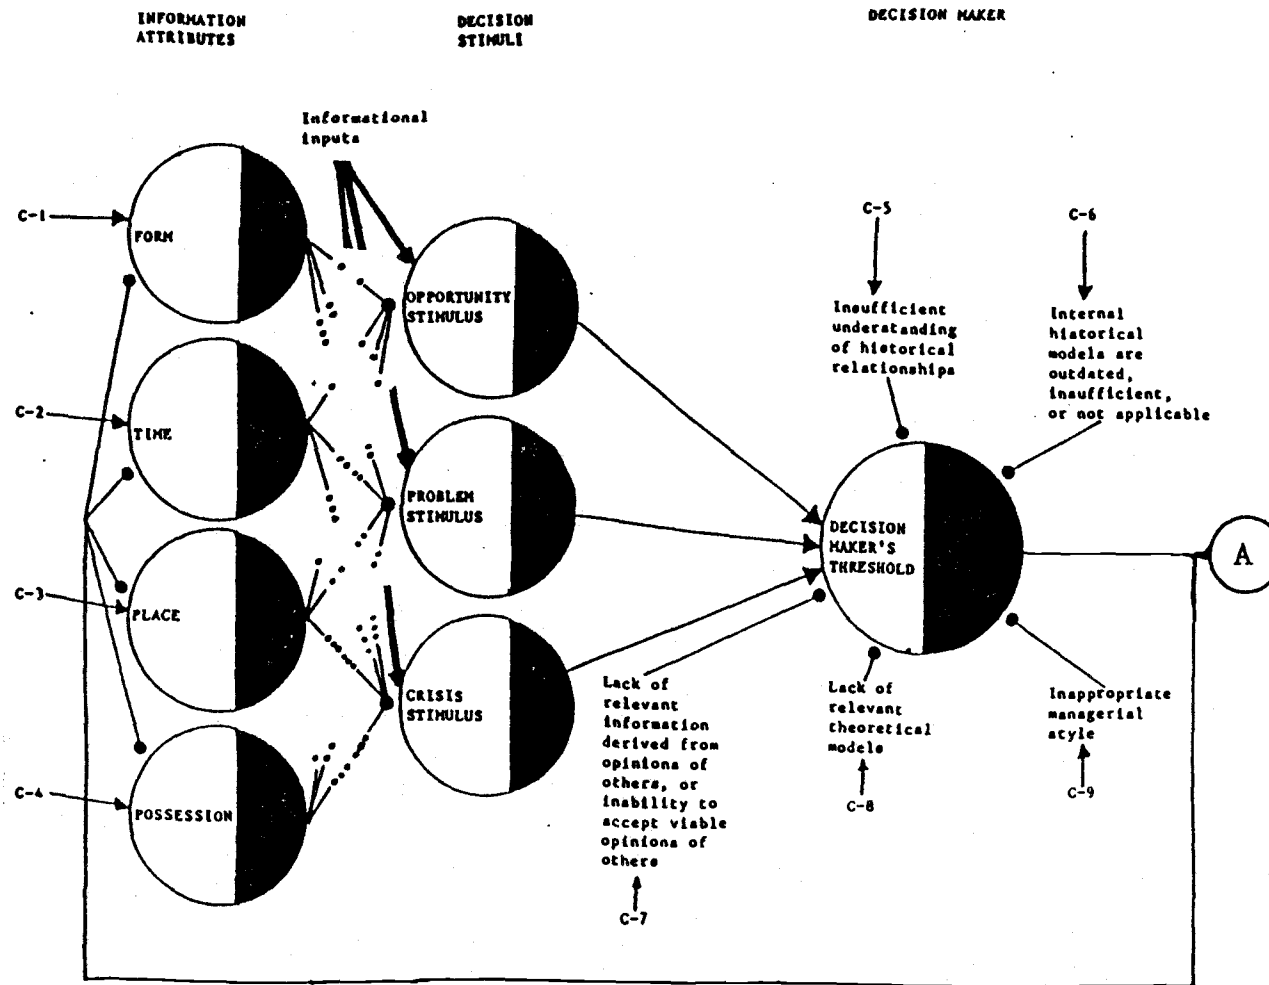 INFORMATION
ATTRIBUTES
DECISION
STIMULI
DECISION MAKER
Informational
inputs
C-1
FORM
C-2
TIME
C-3
PLACE
C-4
POSSESSION
OPPORTUNITY
STIMULUS
PROBLEM
STIMULUS
CRISIS
STIMULUS
C-5
Insufficient
understanding
of historical
relationships
C-6
Internal
historical
models are
outdated,
insufficient,
or not applicable
DECISION
MAKER'S
THRESHOLD
A
Lack of
relevant
information
derived from
opinions of
others, or
inability to
accept viable
opinions of
others
C-7
Lack of
relevant
theoretical
models
C-8
Inappropriate
managerial
style
C-9